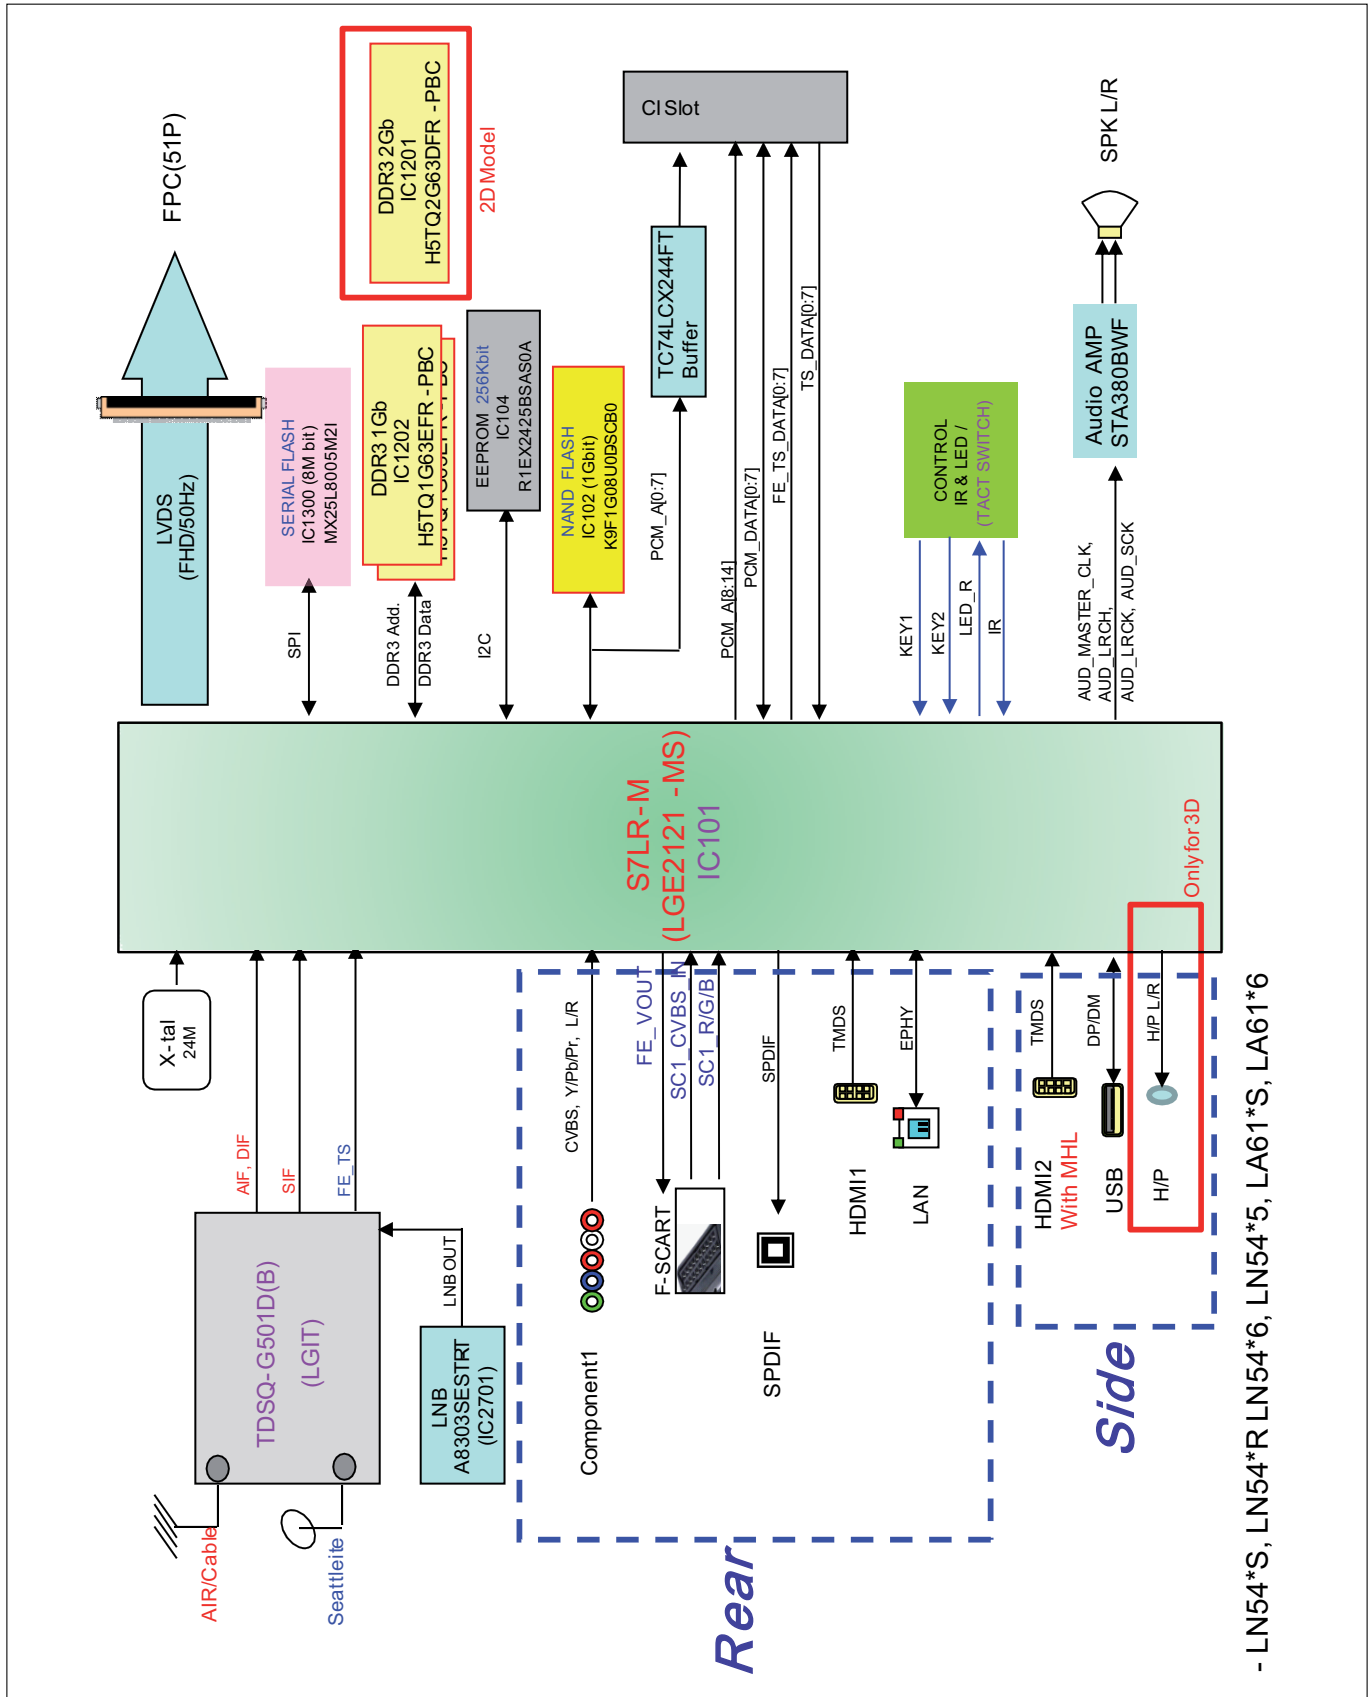 - LN54*S, LN54*R LN54*6, LN54*5, LA61*S, LA61*6
AIR/Cable
Seattleite
TDSQ-G501D(B)
(LGIT)
LNB
A8303SESTRT
(IC2701)
LNB OUT
AIF, DIF
SIF
FE_TS
X-tal
24M
Rear
Component1
CVBS, Y/Pb/Pr, L/R
F-SCART
FE_VOUT
SC1_CVBS_IN
SC1_R/G/B
SPDIF
SPDIF
HDMI1
TMDS
LAN
EPHY
Side
HDMI2
With MHL
TMDS
USB
DP/DM
H/P
H/P L/R
Only for 3D
S7LR-M
(LGE2121 -MS)
IC101
LVDS
(FHD/50Hz)
FPC(51P)
SPI
SERIAL FLASH
IC1300 (8M bit)
MX25L8005M2I
DDR3 Add.
DDR3 Data
DDR3 1Gb
IC1202
H5TQ1G63EFR -PBC
DDR3 2Gb
IC1201
H5TQ2G63DFR -PBC
2D Model
I2C
EEPROM 256Kbit
IC104
R1EX2425BSAS0A
NAND FLASH
IC102 (1Gbit)
K9F1G08U0DSCB0
PCM_A[0:7]
TC74LCX244FT
Buffer
CI Slot
PCM_A[8:14]
PCM_DATA[0:7]
FE_TS_DATA[0:7]
TS_DATA[0:7]
KEY1
KEY2
LED_R
IR
CONTROL
IR & LED /
(TACT SWITCH)
AUD_MASTER_CLK,
AUD_LRCH,
AUD_LRCK, AUD_SCK
Audio AMP
STA380BWF
SPK L/R